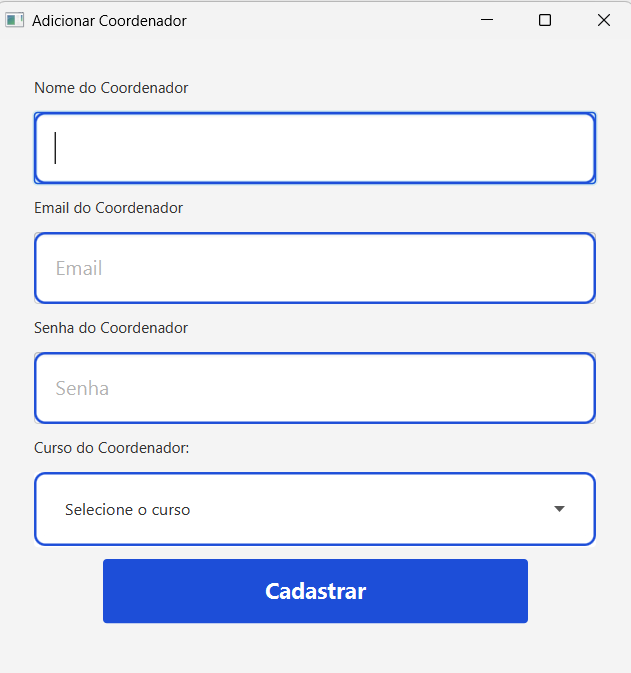 Adicionar Coordenador
Nome do Coordenador
Email do Coordenador
Email
Senha do Coordenador
Senha
Curso do Coordenador:
Selecione o curso
Cadastrar